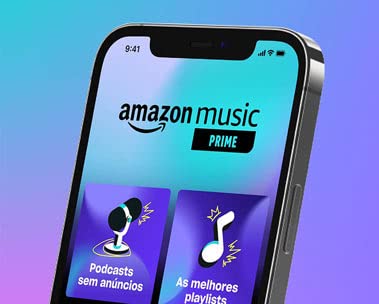 9:41
amazon music
PRIME
Podcasts
sem anúncios
As melhores
playlists